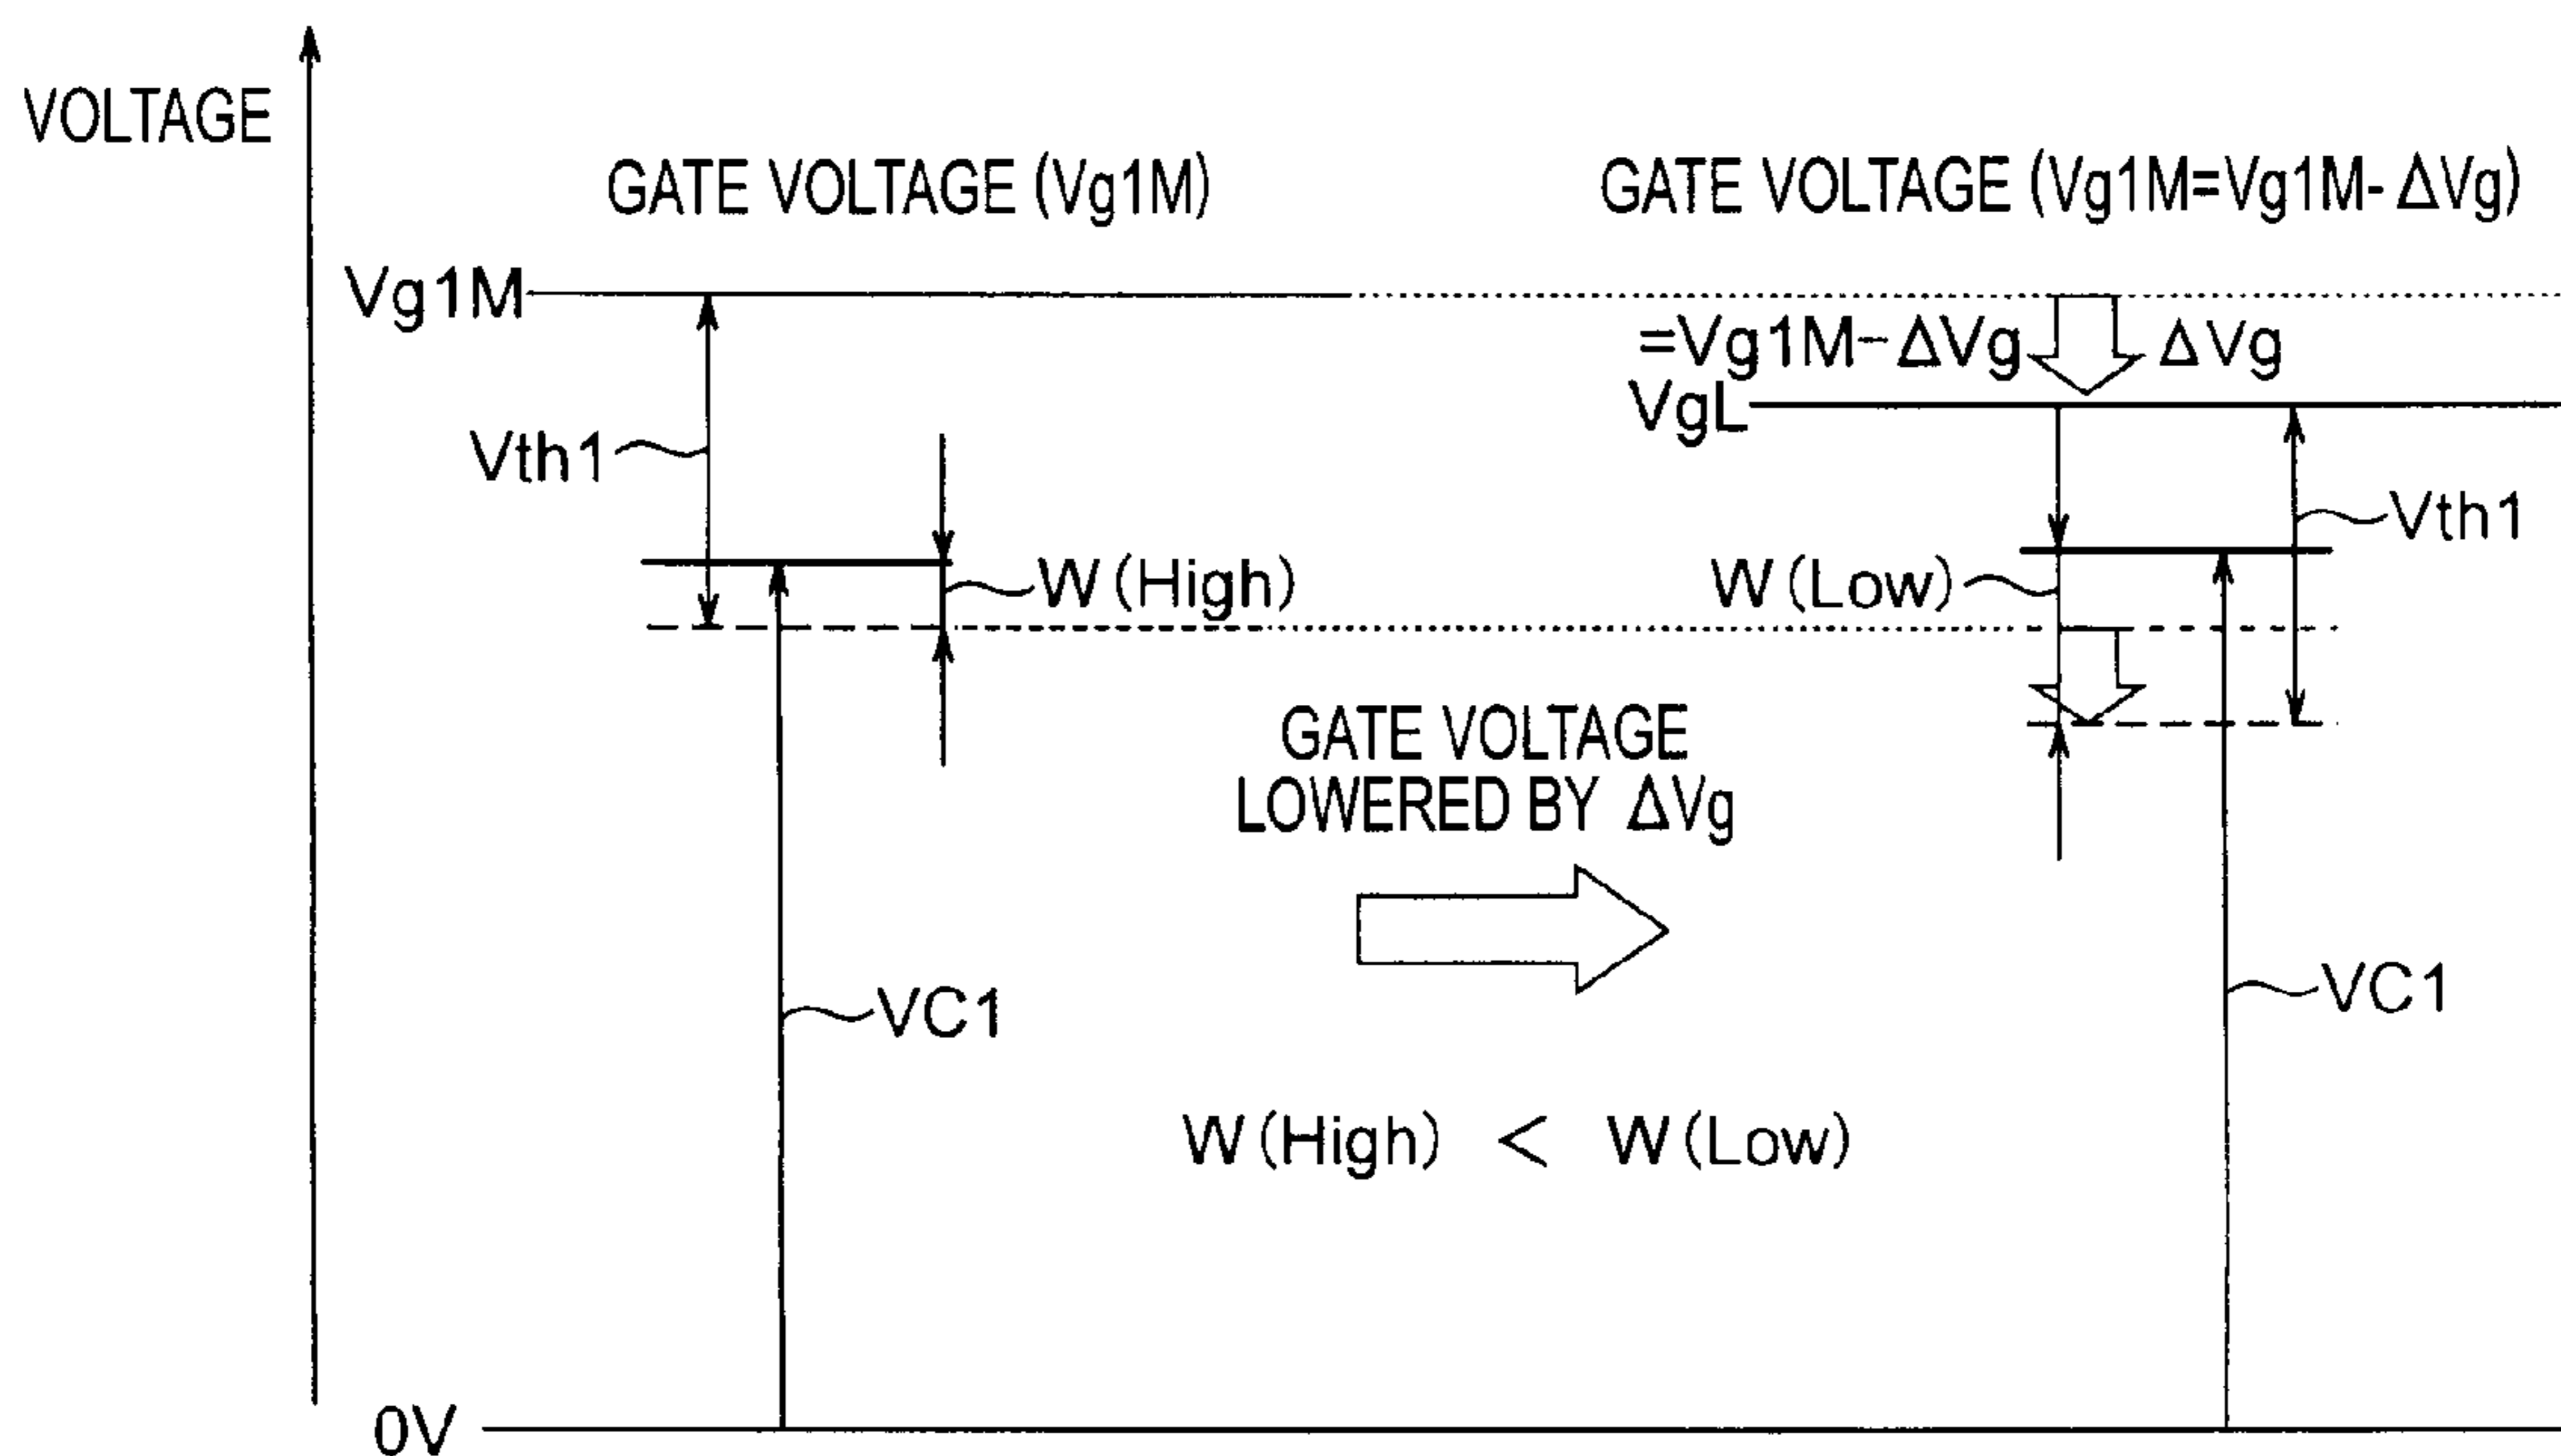 VOLTAGE
GATE VOLTAGE (Vg1M)
GATE VOLTAGE (Vg1M=Vg1M- ΔVg)
Vg1M
=Vg1M-ΔVg
ΔVg
VgL
Vth1
Vth1
W (High)
W (Low)
GATE VOLTAGE
LOWERED BY ΔVg
VC1
VC1
W (High) < W (Low)
0V